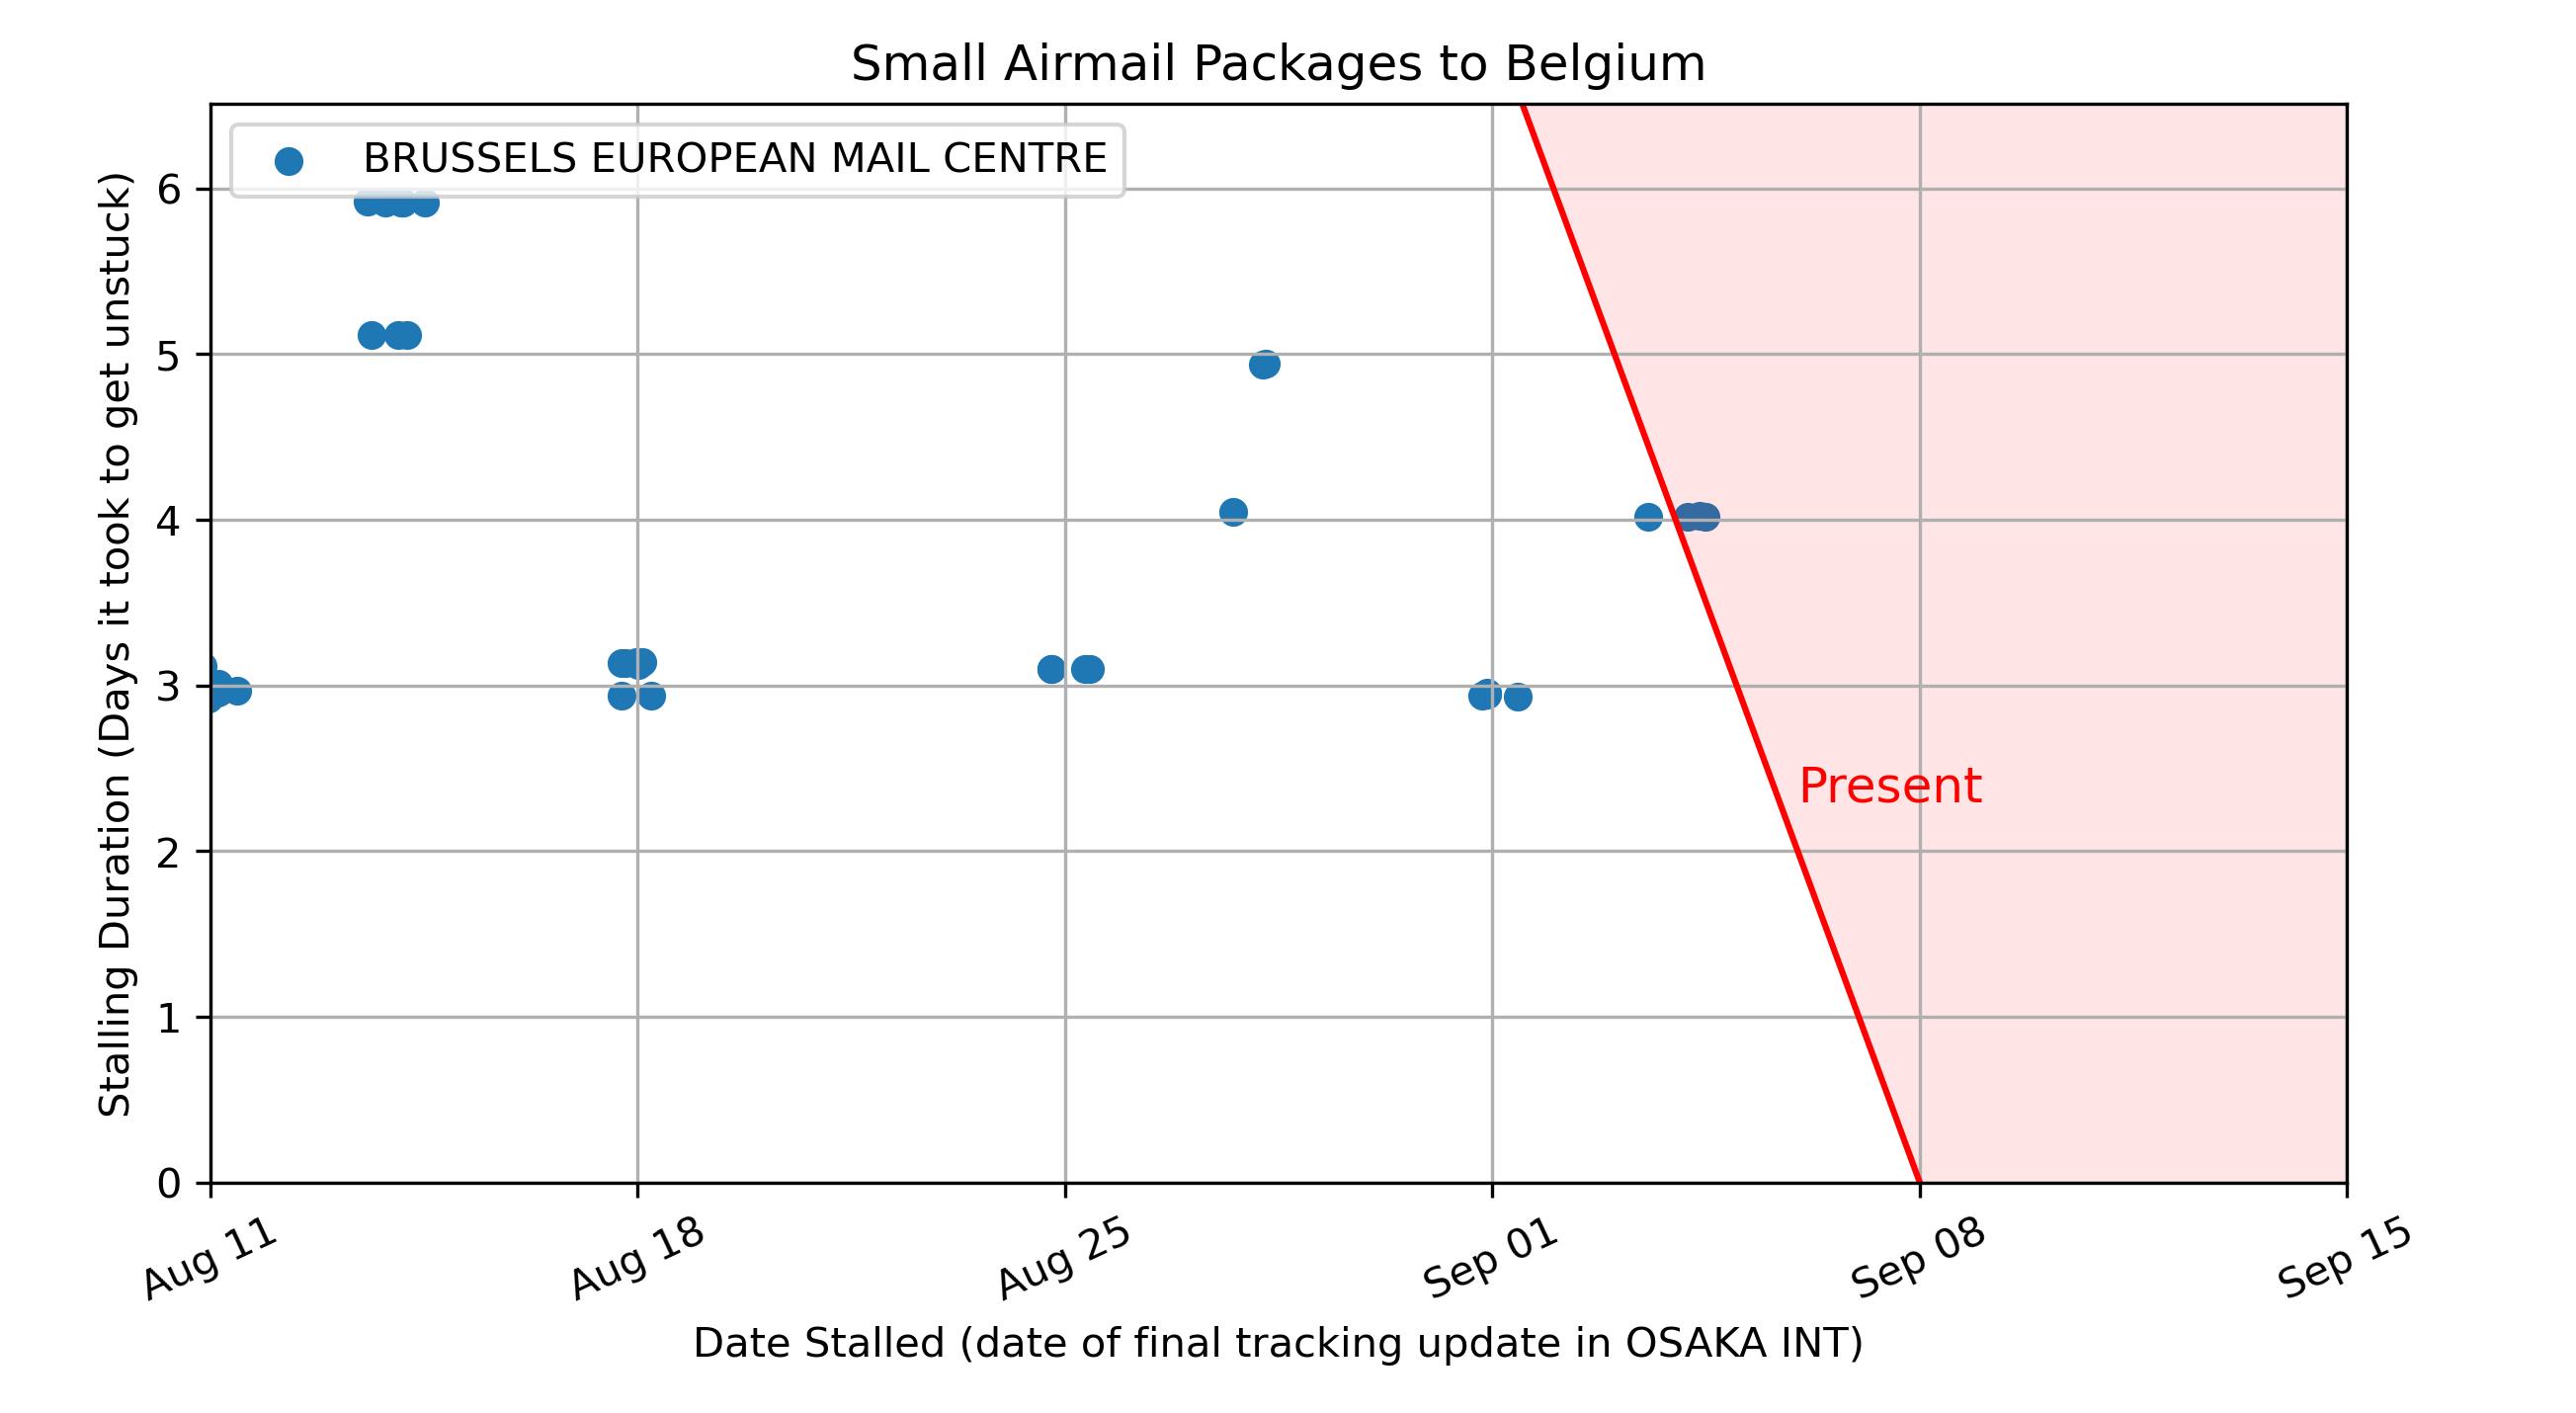 Small Airmail Packages to Belgium
BRUSSELS EUROPEAN MAIL CENTRE
Stalling Duration (Days it took to get unstuck)
6
5
4
3
2
1
0
Present
Aug 11
Aug 18
Aug 25
Sep 01
Sep 08
Sep 15
Date Stalled (date of final tracking update in OSAKA INT)